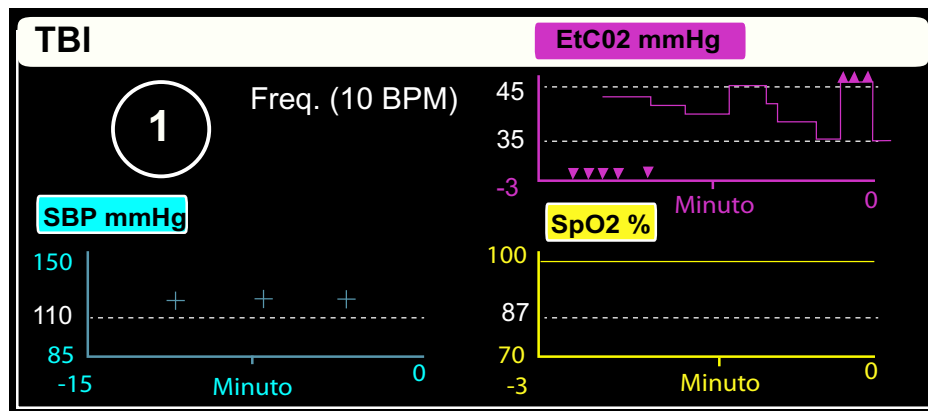 TBI
EtC02 mmHg
1
Freq. (10 BPM)
45
35
-3
Minuto
0
SBP mmHg
150
110
85
-15
Minuto
0
SpO2 %
100
87
70
-3
Minuto
0